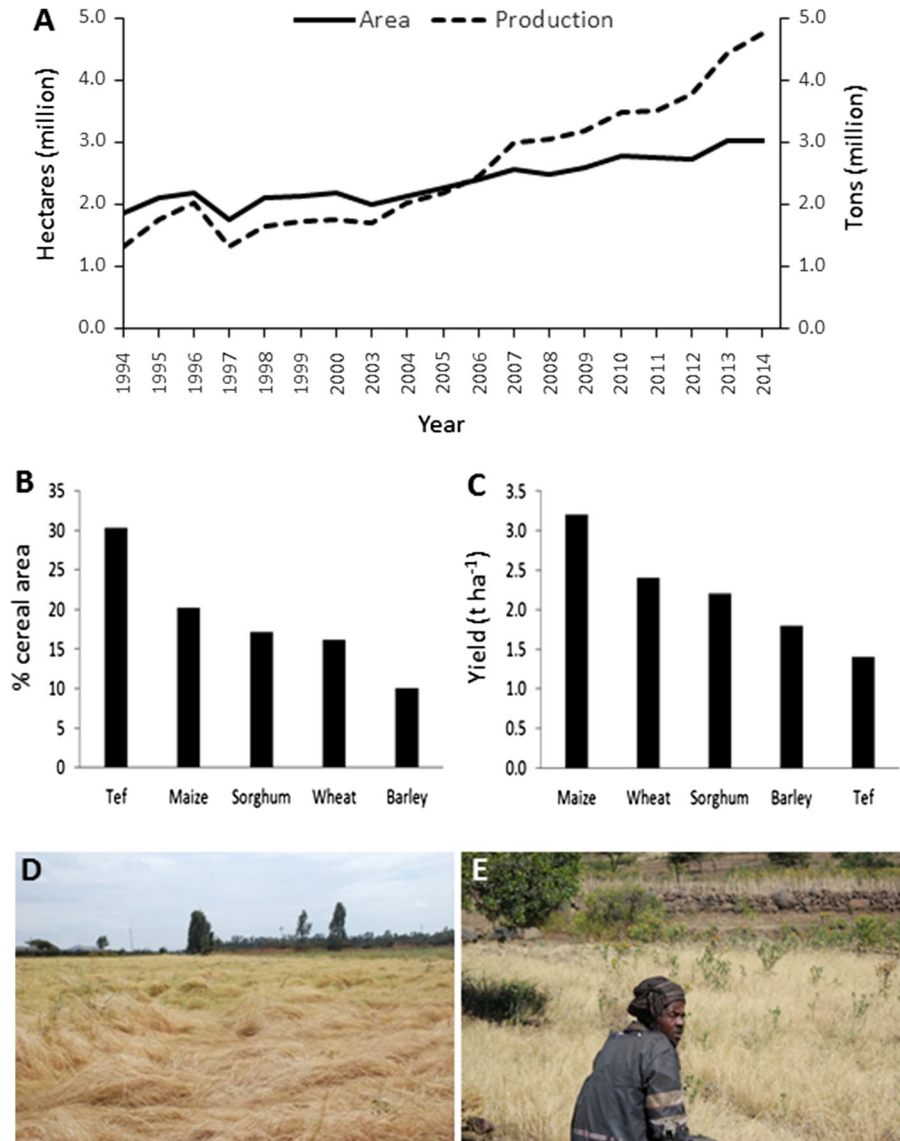 A
Area Production
5.0 5.0
4.0 4.0
3.0 3.0
2.0 2.0
1.0 1.0
0.0 0.0
Hectares (million)
Tons (million)
1994 1995 1996 1997 1998 1999 2000 2003 2004 2005 2006 2007 2008 2009 2010 2011 2012 2013 2014
Year
B
35
30
25
20
15
10
5
0
% cereal area
Tef Maize Sorghum Wheat Barley
C
3.5
3.0
2.5
2.0
1.5
1.0
0.5
0.0
Yield (t ha⁻¹)
Maize Wheat Sorghum Barley Tef
D
E